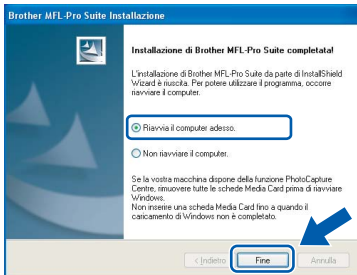 Brother MFL-Pro Suite Installazione
Installazione di Brother MFL-Pro Suite completata!
L'installazione di Brother MFL-Pro Suite da parte di InstallShield
Wizard è riuscita. Per potere utilizzare il programma, occorre
riavviare il computer.
Riavvia il computer adesso.
Non riavviare il computer.
Se la vostra macchina dispone della funzione PhotoCapture
Centre, rimuovere tutte le schede Media Card prima di riavviare
Windows.
Non inserire una scheda Media Card fino a quando il
caricamento di Windows non è completato.
< Indietro
Fine
Annulla